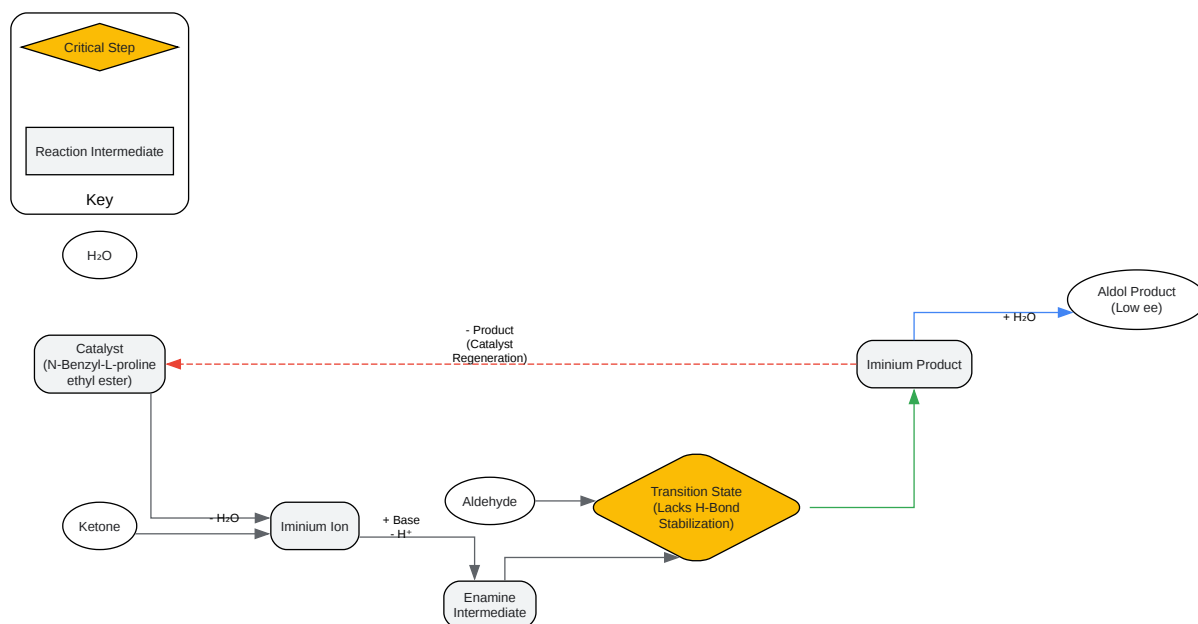 Critical Step
Reaction Intermediate
Key
H₂O
Aldol Product
(Low ee)
+ H₂O
- Product
(Catalyst
Regeneration)
Catalyst
(N-Benzyl-L-proline
ethyl ester)
Iminium Product
Transition State
(Lacks H-Bond
Stabilization)
Aldehyde
- H₂O
Ketone
Iminium Ion
+ Base
- H⁺
Enamine
Intermediate